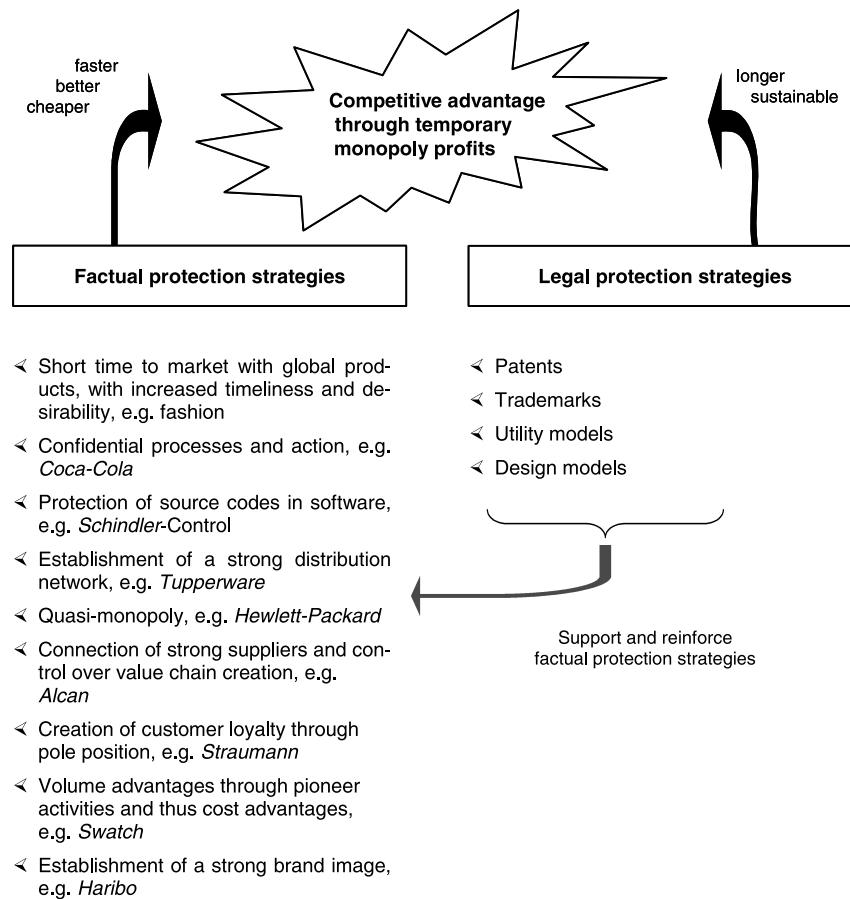 faster
better
cheaper
Competitive advantage
through temporary
monopoly profits
longer
sustainable
Factual protection strategies
Legal protection strategies
Short time to market with global prod-
ucts, with increased timeliness and de-
sirability, e.g. fashion
Confidential processes and action, e.g.
Coca-Cola
Protection of source codes in software,
e.g. Schindler-Control
Establishment of a strong distribution
network, e.g. Tupperware
Quasi-monopoly, e.g. Hewlett-Packard
Connection of strong suppliers and con-
trol over value chain creation, e.g.
Alcan
Creation of customer loyalty through
pole position, e.g. Straumann
Volume advantages through pioneer
activities and thus cost advantages,
e.g. Swatch
Establishment of a strong brand image,
e.g. Haribo
Patents
Trademarks
Utility models
Design models
Support and reinforce
factual protection strategies